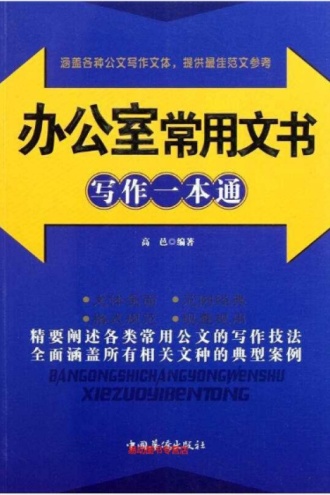 涵盖各种公文写作文体，提供最佳范文参考
办公室常用文书
写作一本通
高邑◎编著
精要阐述各类常用公文的写作技法
全面涵盖所有相关文种的典型案例
BANGONGSHICHANGYONGWENSHU
XIEZUOYIBENTONG
中国华侨出版社